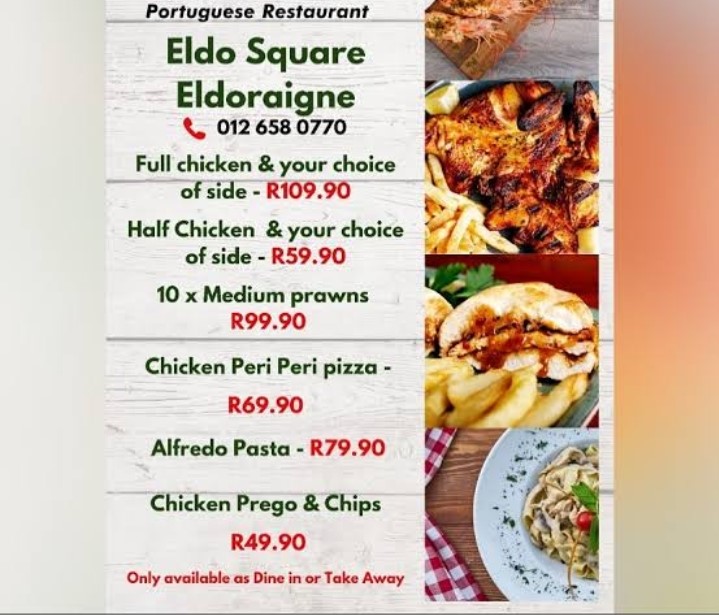 Portuguese Restaurant
Eldo Square
Eldoraigne
012 658 0770
Full chicken & your choice
of side - R109.90
Half Chicken & your choice
of side - R59.90
10 x Medium prawns
R99.90
Chicken Peri Peri pizza -
R69.90
Alfredo Pasta - R79.90
Chicken Prego & Chips
R49.90
Only available as Dine in or Take Away